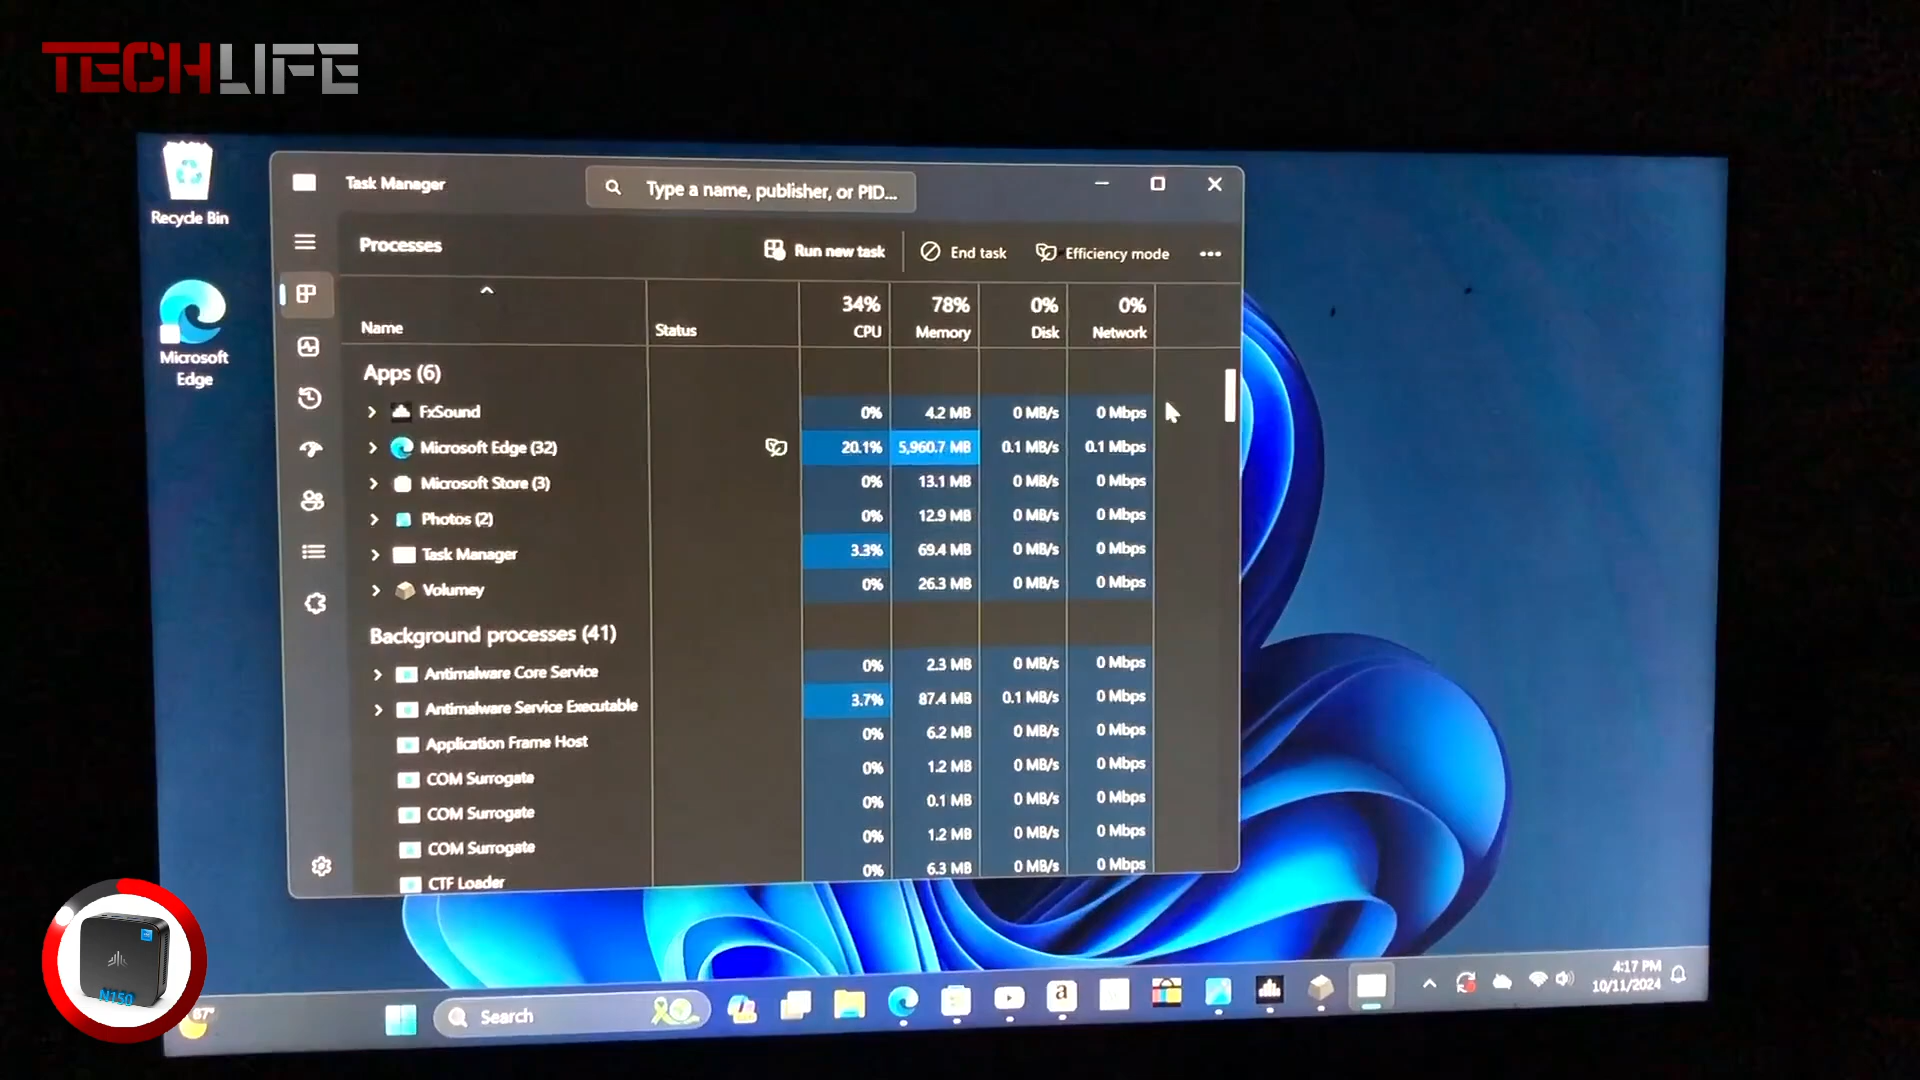 TECHLIFE
Recycle Bin
Microsoft
Edge
Task Manager
Type a name, publisher, or PID...
Processes
Run new task
End task
Efficiency mode
Name
Status
34%
CPU
78%
Memory
0%
Disk
0%
Network
Apps (6)
FxSound 0% 4.2 MB 0 MB/s 0 Mbps
Microsoft Edge (32) 20.1% 5,960.7 MB 0.1 MB/s 0.1 Mbps
Microsoft Store (3) 0% 13.1 MB 0 MB/s 0 Mbps
Photos (2) 0% 12.9 MB 0 MB/s 0 Mbps
Task Manager 3.3% 69.4 MB 0 MB/s 0 Mbps
Volumey 0% 26.3 MB 0 MB/s 0 Mbps
Background processes (41)
Antimalware Core Service 0% 2.3 MB 0 MB/s 0 Mbps
Antimalware Service Executable 3.7% 87.4 MB 0.1 MB/s 0 Mbps
Application Frame Host 0% 6.2 MB 0 MB/s 0 Mbps
COM Surrogate 0% 1.2 MB 0 MB/s 0 Mbps
COM Surrogate 0% 0.1 MB 0 MB/s 0 Mbps
COM Surrogate 0% 1.2 MB 0 MB/s 0 Mbps
CTF Loader 0% 6.3 MB 0 MB/s 0 Mbps
N150
67°
Search
a
4:17 PM
10/11/2024